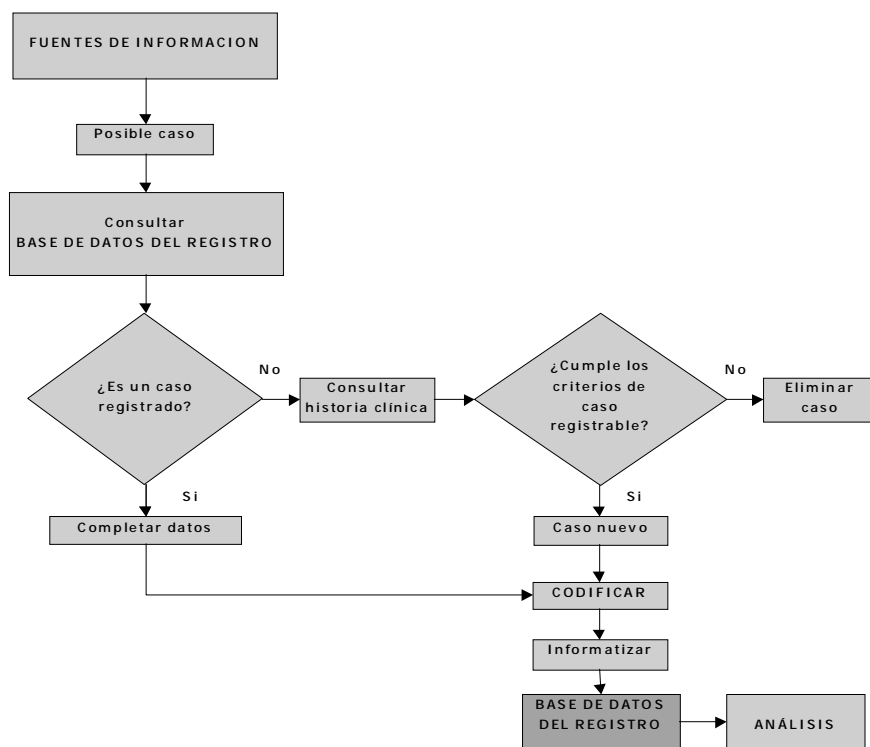 FUENTES DE INFORMACION
Posible caso
Consultar
BASE DE DATOS DEL REGISTRO
¿Es un caso
registrado?
No
Consultar
historia clínica
¿Cumple los
criterios de
caso
registrable?
No
Eliminar
caso
Si
Completar datos
Si
Caso nuevo
CODIFICAR
Informatizar
BASE DE DATOS
DEL REGISTRO
ANÁLISIS